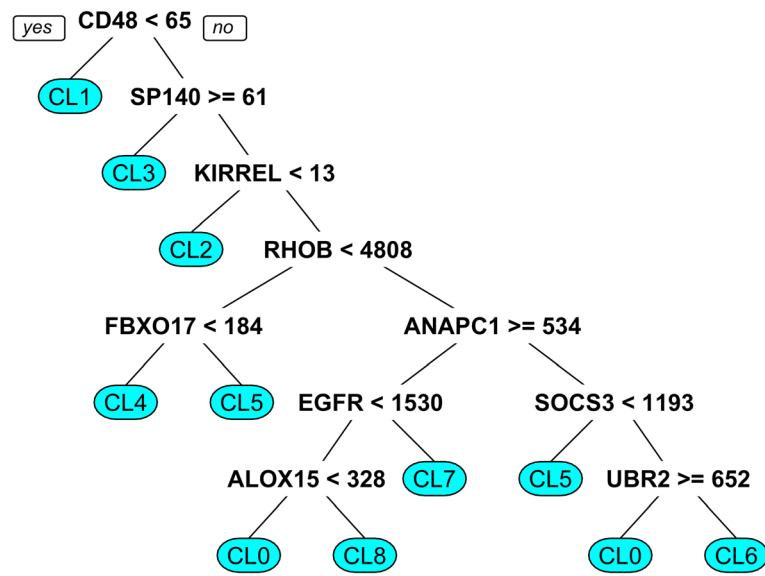 yes CD48 < 65 no
CL1 SP140 >= 61
CL3 KIRREL < 13
CL2 RHOB < 4808
FBXO17 < 184 ANAPC1 >= 534
CL4 CL5 EGFR < 1530 SOCS3 < 1193
ALOX15 < 328 CL7 CL5 UBR2 >= 652
CL0 CL8 CL0 CL6